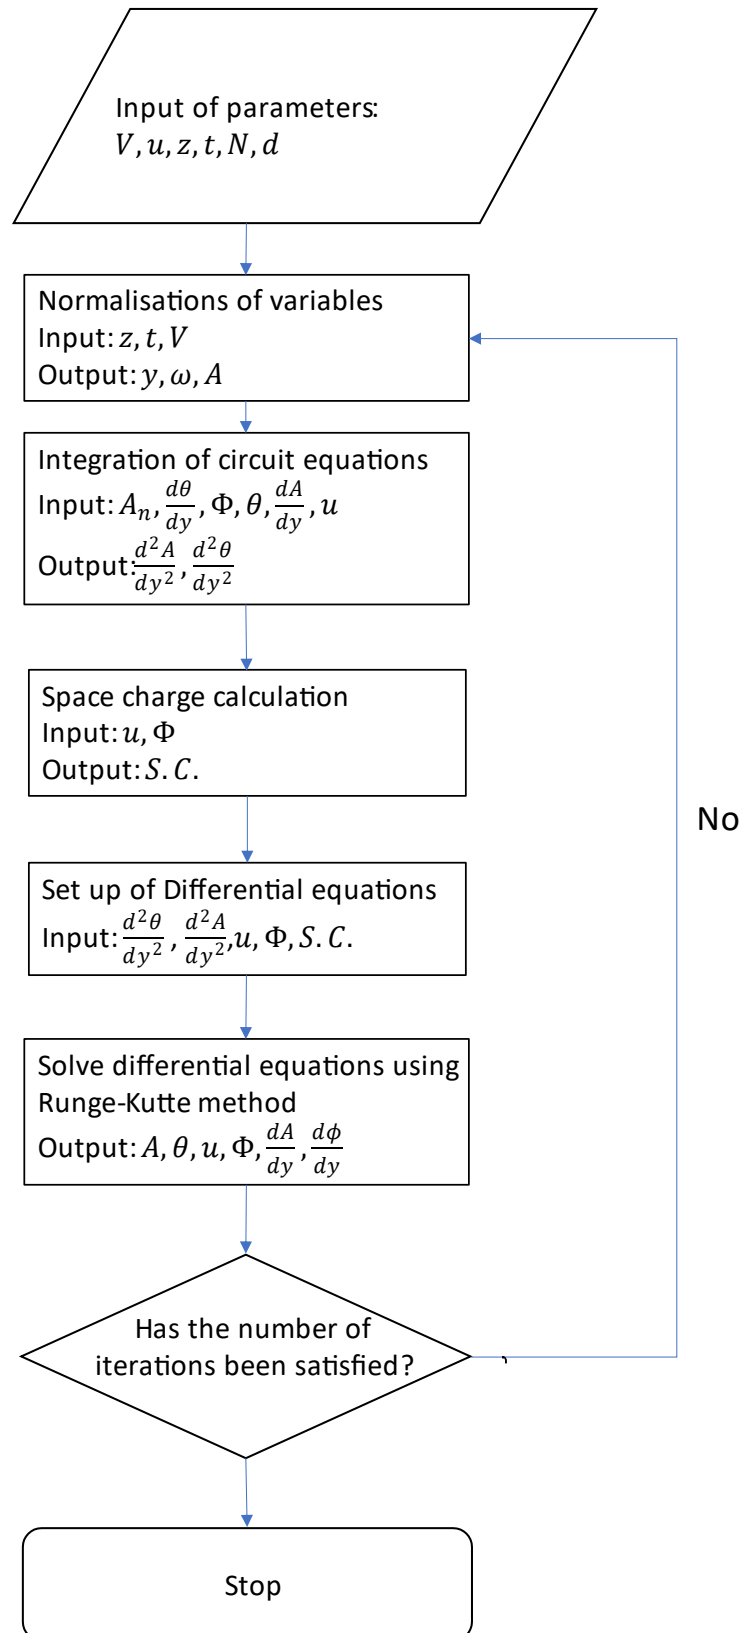 Input of parameters:
V, u, z, t, N, d
Normalisations of variables
Input: z, t, V
Output: y, ω, A
Integration of circuit equations
Input: Aₙ, dθ/dy, Φ, θ, dA/dy, u
Output: d²A/dy², d²θ/dy²
Space charge calculation
Input: u, Φ
Output: S. C.
Set up of Differential equations
Input: d²θ/dy², d²A/dy², u, Φ, S. C.
Solve differential equations using
Runge-Kutte method
Output: A, θ, u, Φ, dA/dy, dϕ/dy
Has the number of
iterations been satisfied?
No
Stop